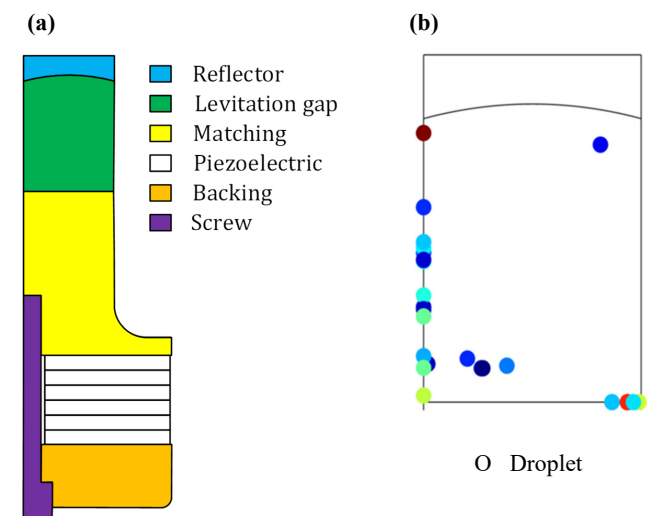 (a)
(b)
Reflector
Levitation gap
Matching
Piezoelectric
Backing
Screw
O Droplet